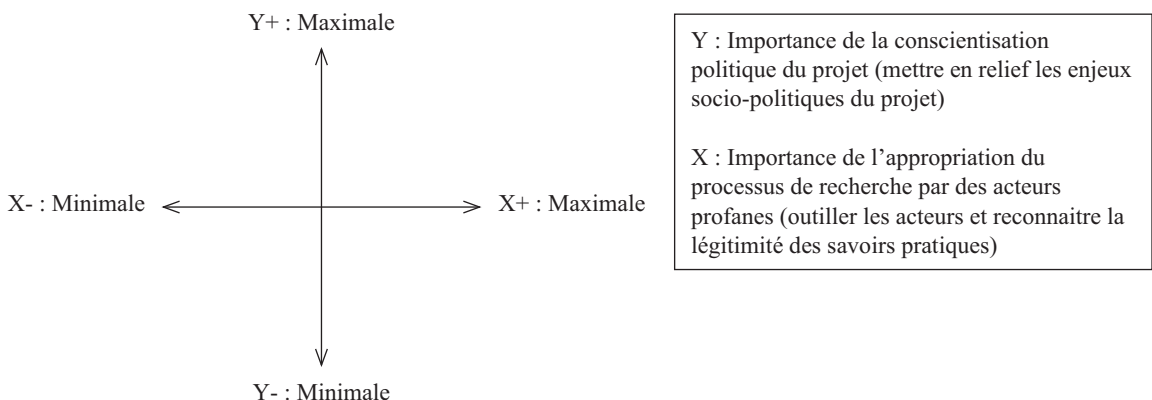 Y+ : Maximale
X- : Minimale
X+ : Maximale
Y- : Minimale
Y : Importance de la conscientisation
politique du projet (mettre en relief les enjeux
socio-politiques du projet)
X : Importance de l’appropriation du
processus de recherche par des acteurs
profanes (outiller les acteurs et reconnaitre la
légitimité des savoirs pratiques)